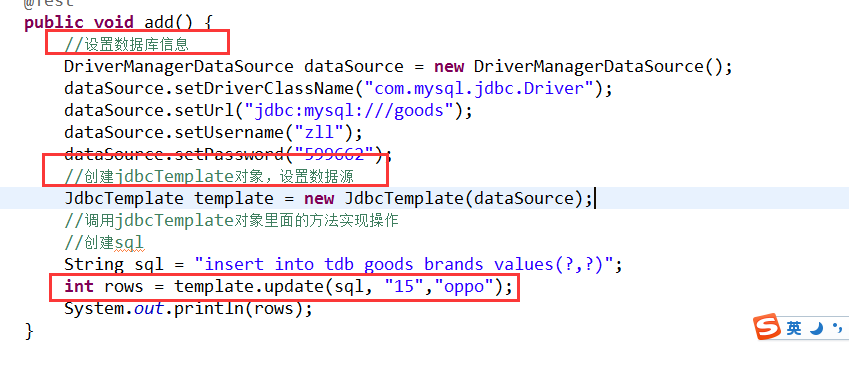 @Test
public void add() {
//设置数据库信息
DriverManagerDataSource dataSource = new DriverManagerDataSource();
dataSource.setDriverClassName("com.mysql.jdbc.Driver");
dataSource.setUrl("jdbc:mysql:///goods");
dataSource.setUsername("zll");
dataSource.setPassword("599662");
//创建jdbcTemplate对象，设置数据源
JdbcTemplate template = new JdbcTemplate(dataSource);
//调用jdbcTemplate对象里面的方法实现操作
//创建sql
String sql = "insert into tdb_goods_brands values(?,?)";
int rows = template.update(sql, "15","oppo");
System.out.println(rows);
}
S 英